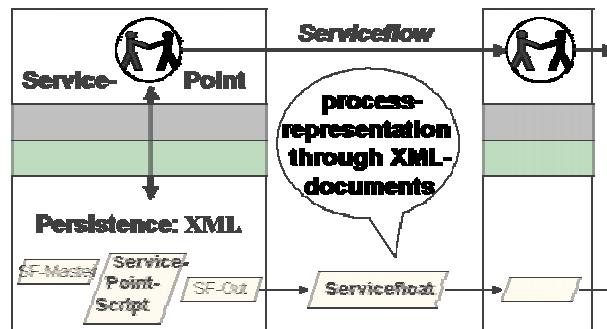 Serviceflow
Service- Point
process-
representation
through XML-
documents
Persistence: XML
SF-Master
Service-
Point-
Script
SF-Out
Servicefloat